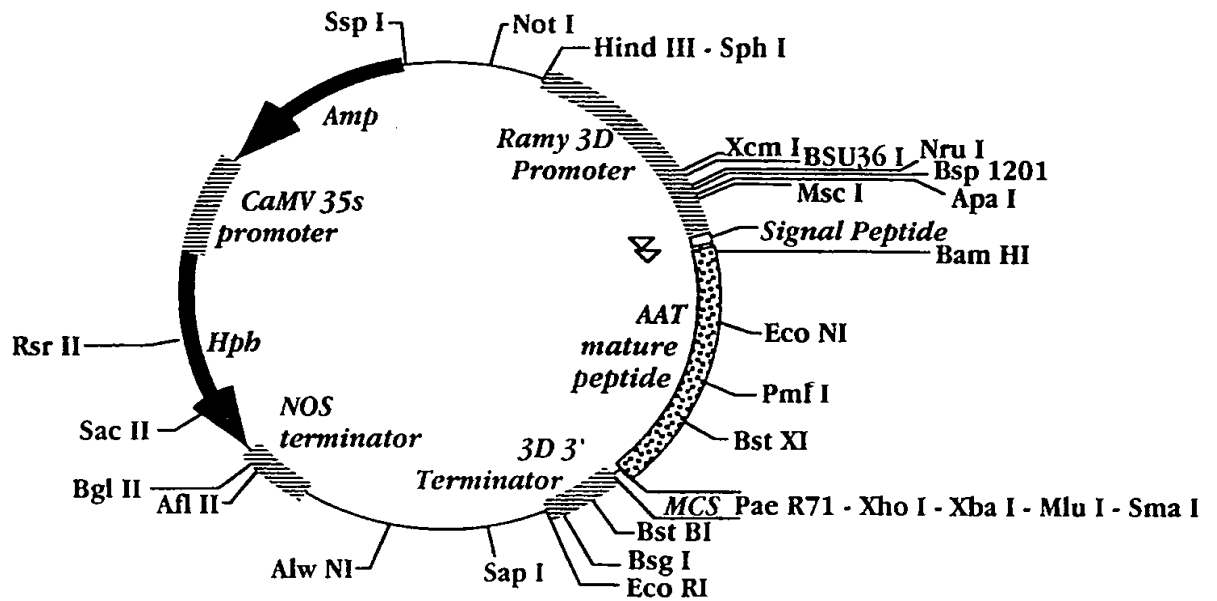 Ssp I
Not I
Hind III - Sph I
Amp
Ramy 3D
Promoter
Xcm I
BSU36 I
Nru I
Bsp 1201
Msc I
Apa I
CaMV 35s
promoter
Signal Peptide
Bam HI
AAT
mature
peptide
Eco NI
Rsr II
Hph
Pmf I
Sac II
NOS
terminator
Bst XI
3D 3'
Terminator
Bgl II
Afl II
MCS
Pae R71 - Xho I - Xba I - Mlu I - Sma I
Bst BI
Alw NI
Sap I
Bsg I
Eco RI